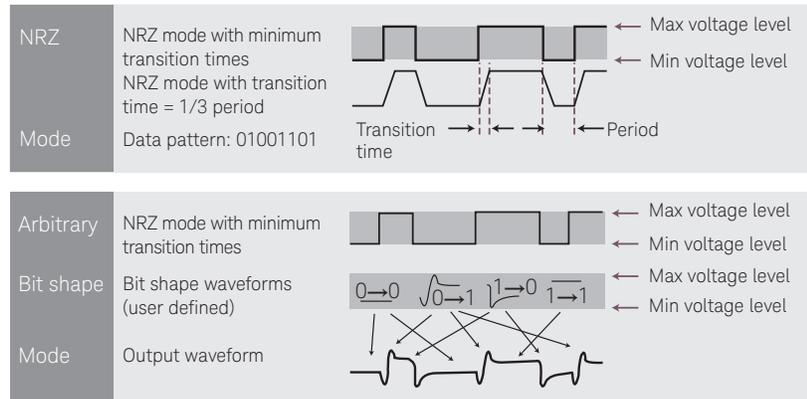 NRZ
NRZ mode with minimum
transition times
NRZ mode with transition
time = 1/3 period
Mode
Data pattern: 01001101
Max voltage level
Min voltage level
Transition
time
Period
Arbitrary
NRZ mode with minimum
transition times
Max voltage level
Min voltage level
Bit shape
Bit shape waveforms
(user defined)
0→0
0→1
1→0
1→1
Max voltage level
Min voltage level
Mode
Output waveform